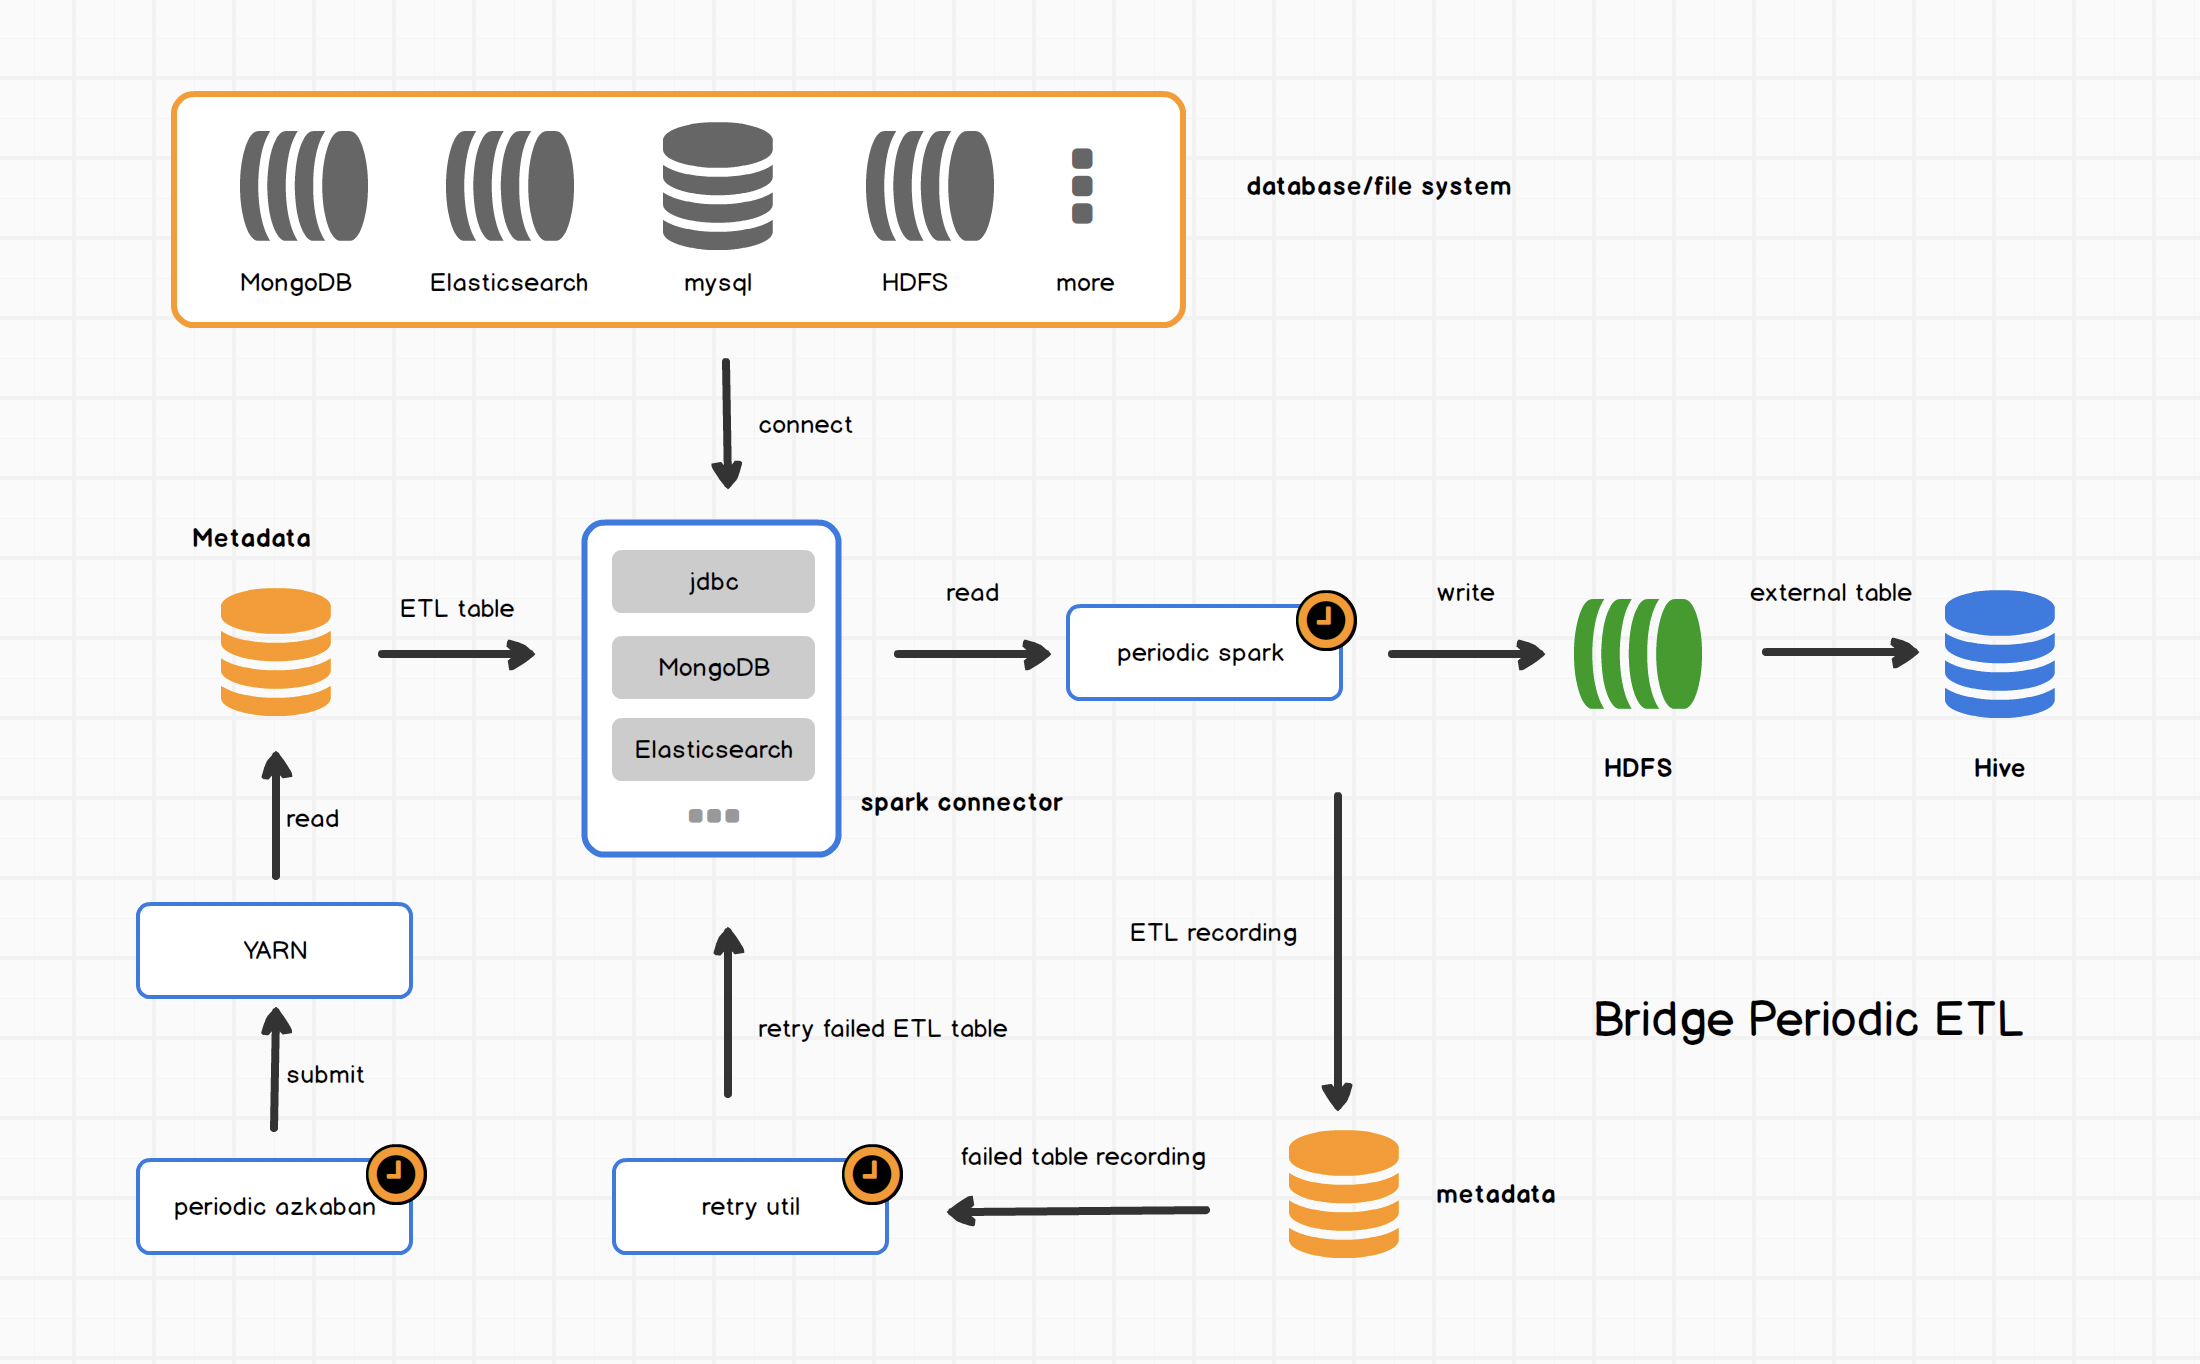 database/file system
MongoDB
Elasticsearch
mysql
HDFS
more
connect
Metadata
ETL table
jdbc
MongoDB
Elasticsearch
spark connector
read
periodic spark
write
HDFS
external table
Hive
read
YARN
submit
periodic azkaban
retry failed ETL table
retry util
ETL recording
failed table recording
metadata
Bridge Periodic ETL